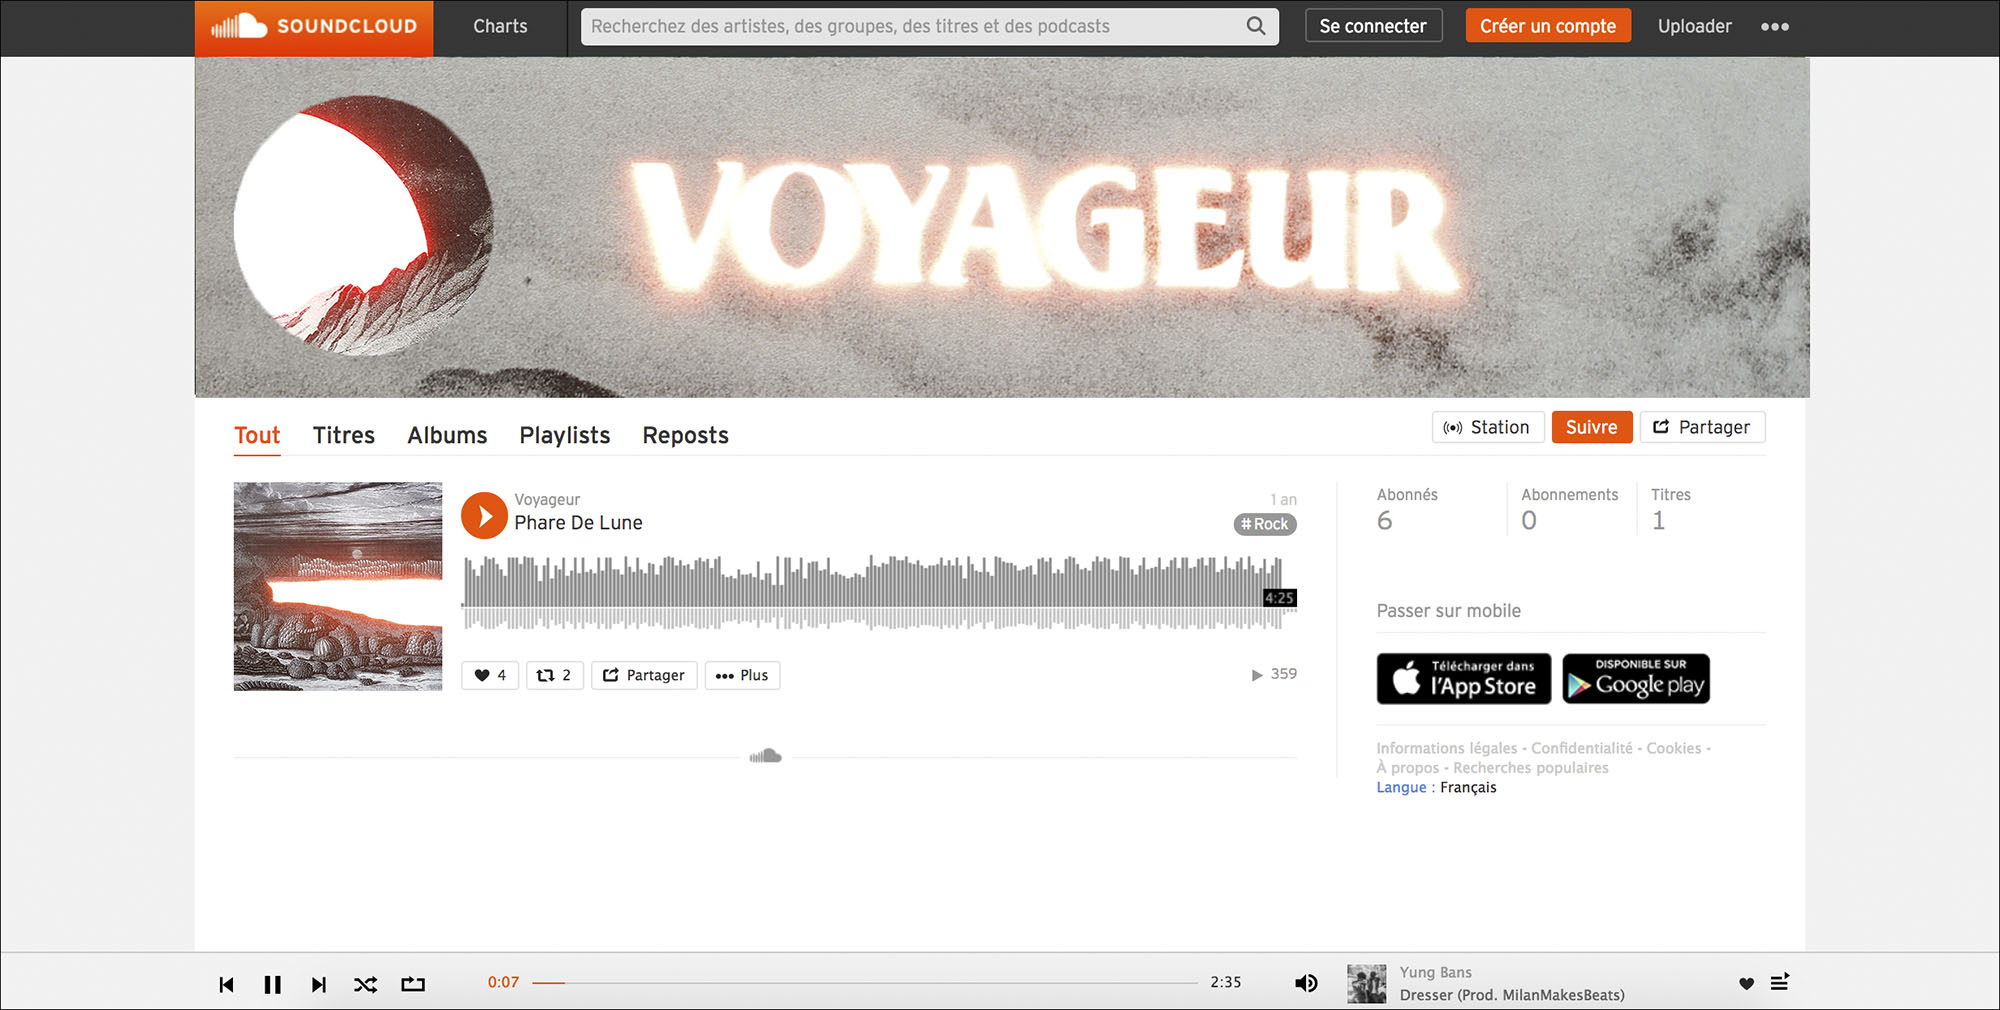 SOUNDCLOUD
Charts
Recherchez des artistes, des groupes, des titres et des podcasts
Se connecter
Créer un compte
Uploader
VOYAGEUR
Tout
Titres
Albums
Playlists
Reposts
Station
Suivre
Partager
Voyageur
Phare De Lune
1 an
# Rock
4:25
4
2
Partager
••• Plus
359
Abonnés
6
Abonnements
0
Titres
1
Passer sur mobile
Télécharger dans
l'App Store
DISPONIBLE SUR
Google play
Informations légales - Confidentialité - Cookies -
À propos - Recherches populaires
Langue : Français
0:07
2:35
Yung Bans
Dresser (Prod. MilanMakesBeats)